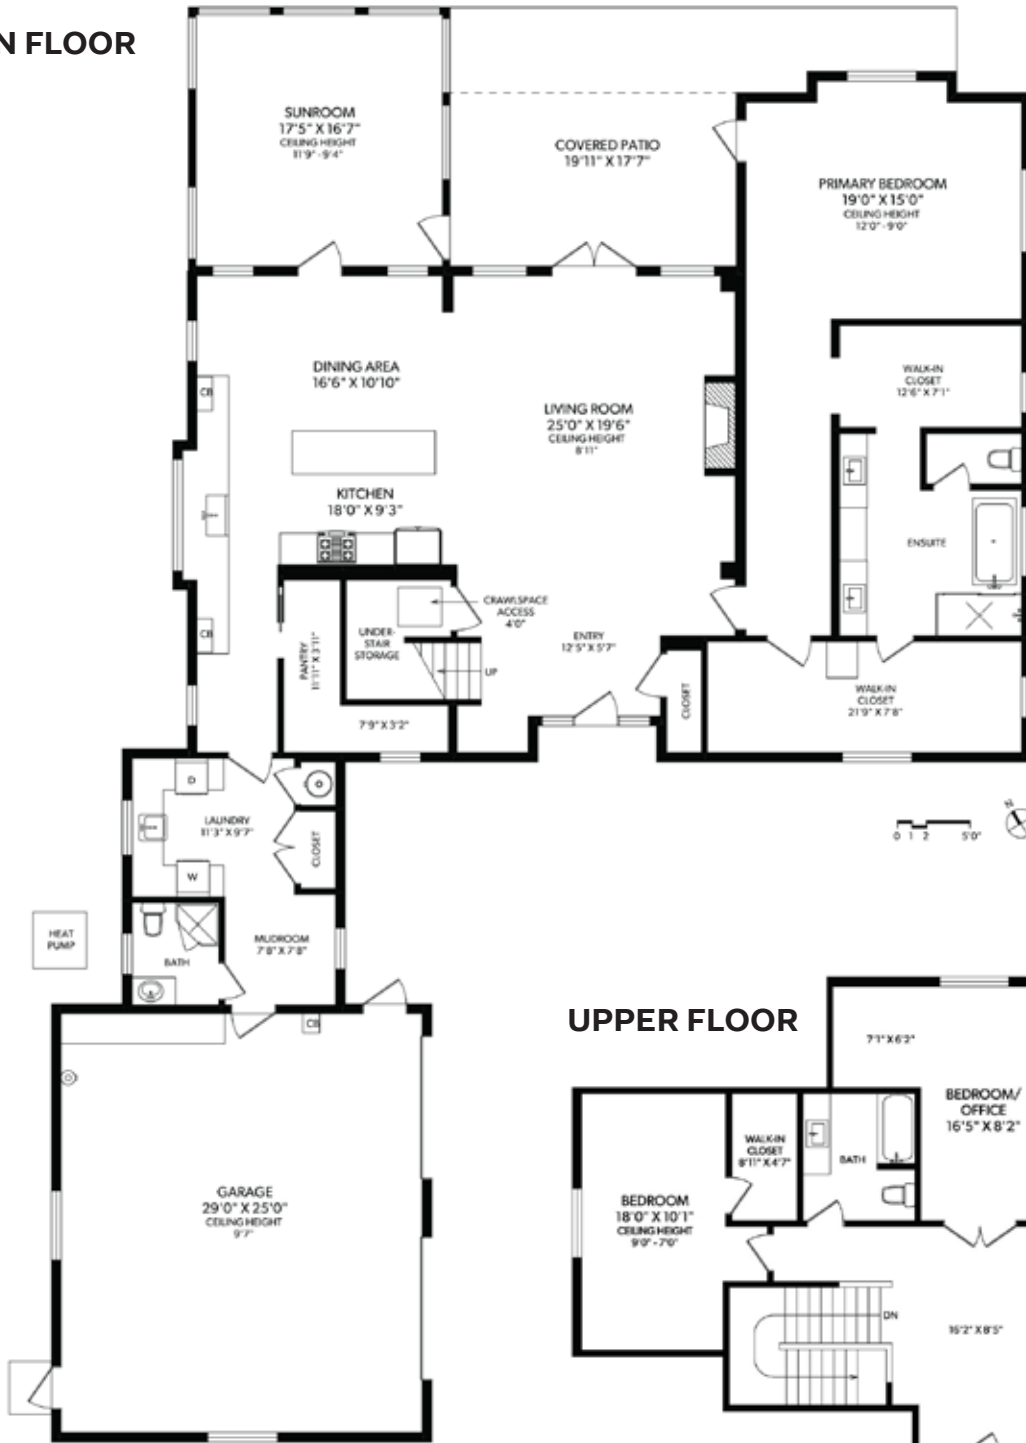 N FLOOR
SUNROOM
17'5" X 16'7"
CEILING HEIGHT
11'9" - 9'4"
COVERED PATIO
19'11" X 17'7"
PRIMARY BEDROOM
19'0" X 15'0"
CEILING HEIGHT
12'0" - 9'0"
DINING AREA
16'6" X 10'10"
CB
LIVING ROOM
25'0" X 19'6"
CEILING HEIGHT
8'11"
WALK-IN
CLOSET
12'6" X 7'1"
KITCHEN
18'0" X 9'3"
ENSUITE
CB
PANTRY
11'11" X 3'11"
UNDER-
STAIR
STORAGE
CRAWLSPACE
ACCESS
4'0"
UP
ENTRY
12'5" X 5'7"
CLOSET
WALK-IN
CLOSET
21'9" X 7'8"
7'9" X 3'2"
D
LAUNDRY
11'3" X 9'7"
CLOSET
W
N
0 1 2 5'0"
HEAT
PUMP
BATH
MUDROOM
7'8" X 7'8"
CB
GARAGE
29'0" X 25'0"
CEILING HEIGHT
9'7"
UPPER FLOOR
7'1" X 6'2"
BEDROOM/
OFFICE
16'5" X 8'2"
WALK-IN
CLOSET
8'11" X 4'7"
BATH
BEDROOM
18'0" X 10'1"
CEILING HEIGHT
9'0" - 7'0"
DN
16'2" X 8'5"